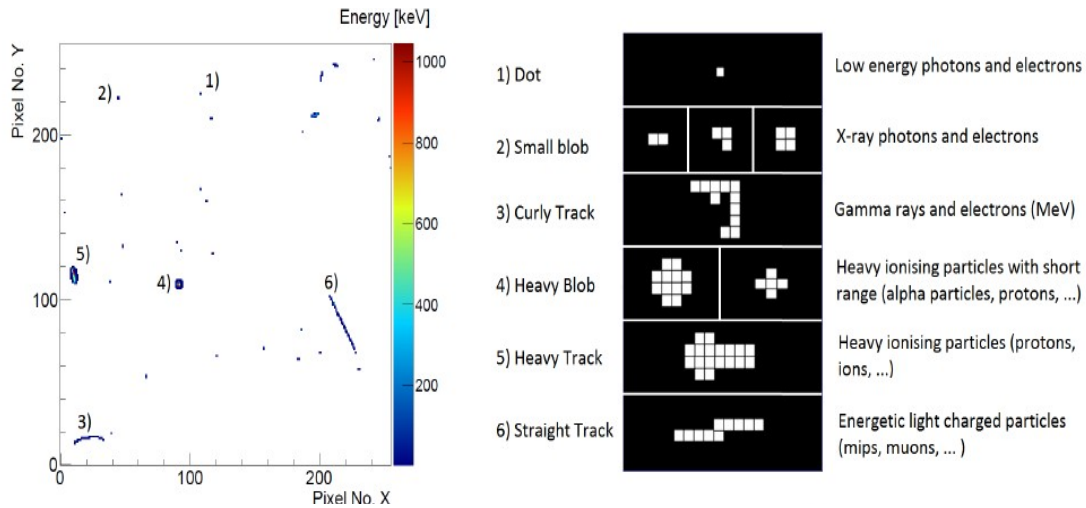 Energy [keV]
Pixel No. Y
1000
800
600
400
200
200
100
0
0
100
200
Pixel No. X
1)
2)
5)
4)
6)
3)
1) Dot
Low energy photons and electrons
2) Small blob
X-ray photons and electrons
3) Curly Track
Gamma rays and electrons (MeV)
4) Heavy Blob
Heavy ionising particles with short
range (alpha particles, protons, ...)
5) Heavy Track
Heavy ionising particles (protons,
ions, ...)
6) Straight Track
Energetic light charged particles
(mips, muons, ... )